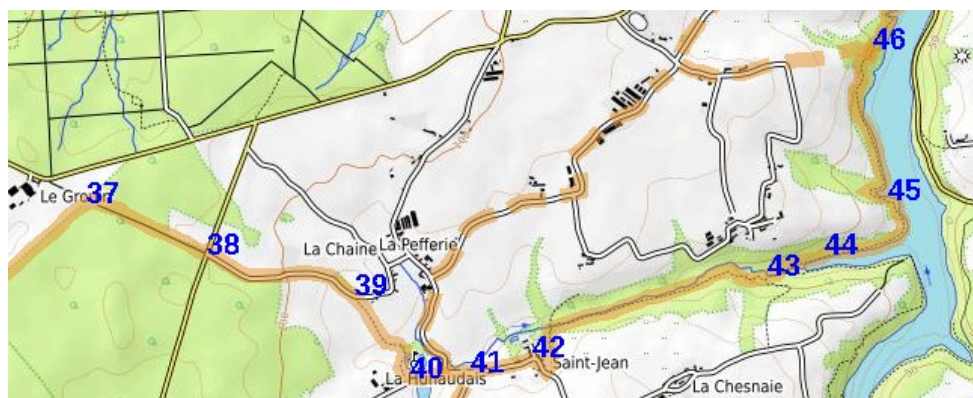 46
37
Le Gro
45
38
La Chaine
La Pefferie
44
43
39
42
41
Saint-Jean
40
La Hunaudais
La Chesnaie